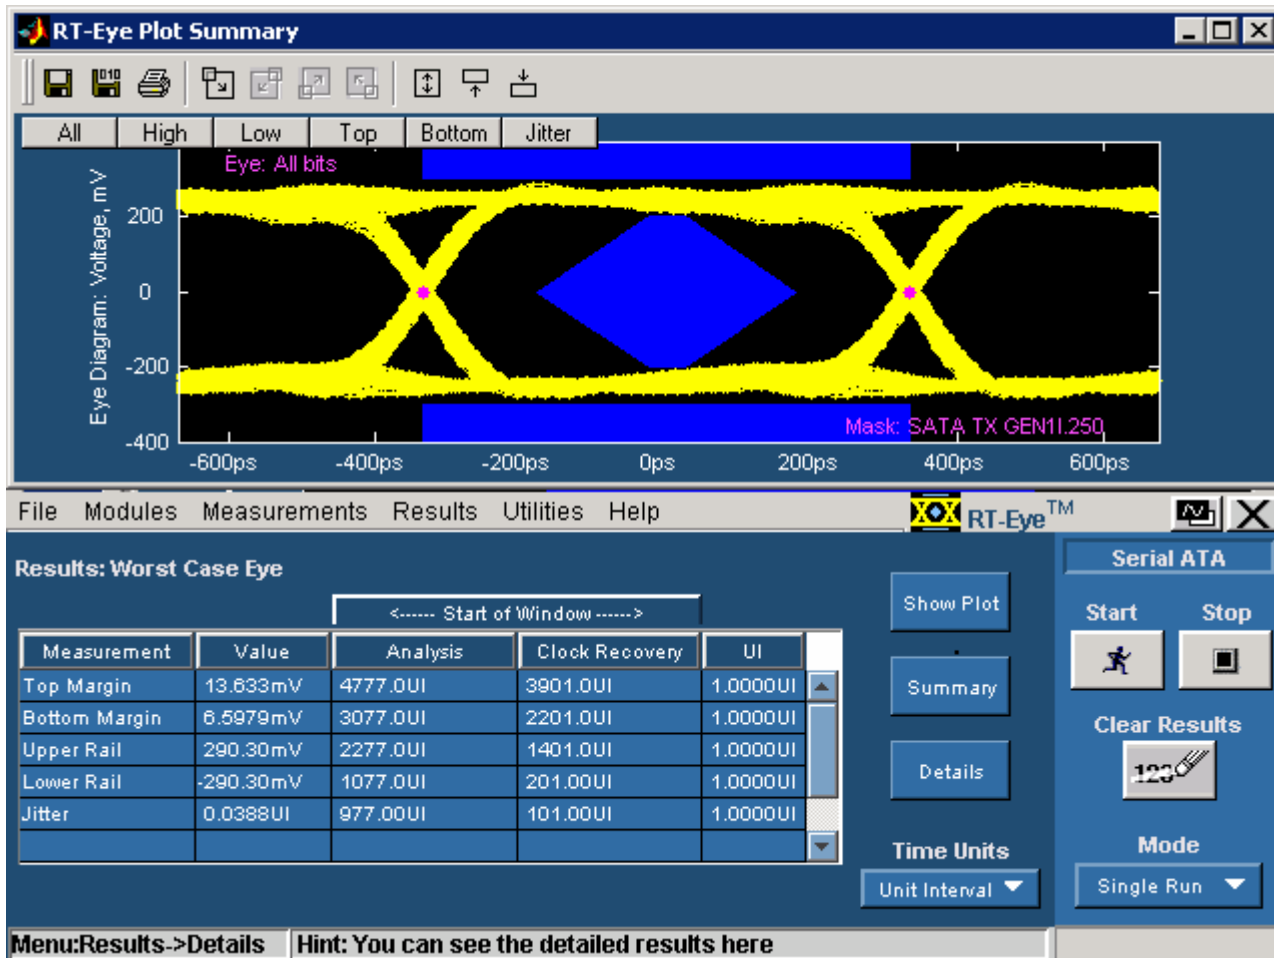 RT-Eye Plot Summary
All High Low Top Bottom Jitter
Eye: All bits
Eye Diagram: Voltage, mV
200
0
-200
-400
Mask: SATA TX GEN1I.250
-600ps -400ps -200ps 0ps 200ps 400ps 600ps
File Modules Measurements Results Utilities Help
RT-Eye™
Results: Worst Case Eye
<------ Start of Window ------>
Measurement Value Analysis Clock Recovery UI
Top Margin 13.633mV 4777.0UI 3901.0UI 1.0000UI
Bottom Margin 6.5979mV 3077.0UI 2201.0UI 1.0000UI
Upper Rail 290.30mV 2277.0UI 1401.0UI 1.0000UI
Lower Rail -290.30mV 1077.0UI 201.00UI 1.0000UI
Jitter 0.0388UI 977.00UI 101.00UI 1.0000UI
Show Plot
Summary
Details
Time Units
Unit Interval
Serial ATA
Start Stop
Clear Results
123
Mode
Single Run
Menu:Results->Details Hint: You can see the detailed results here